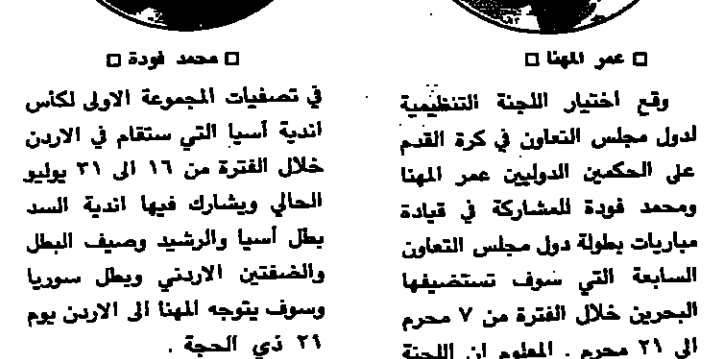 □ عمر المهنا □
وقع اختيار اللجنة التنظيمية
لدول مجلس التعاون في كرة القدم
على الحكمين الدوليين عمر المهنا
ومحمد فودة للمشاركة في قيادة
مباريات بطولة دول مجلس التعاون
السابعة التي سوف تستضيفها
البحرين خلال الفترة من ٧ محرم
الى ٢١ محرم . المعلوم ان اللجنة
□ محمد فودة □
في تصفيات المجموعة الاولى لكأس
اندية آسيا التي ستقام في الاردن
خلال الفترة من ١٦ الى ٣١ يوليو
الحالي ويشارك فيها اندية السد
بطل آسيا والرشيد وصيف البطل
والضفتين الاردني وبطل سوريا
وسوف يتوجه المهنا الى الاردن يوم
٢٩ ذي الحجة .